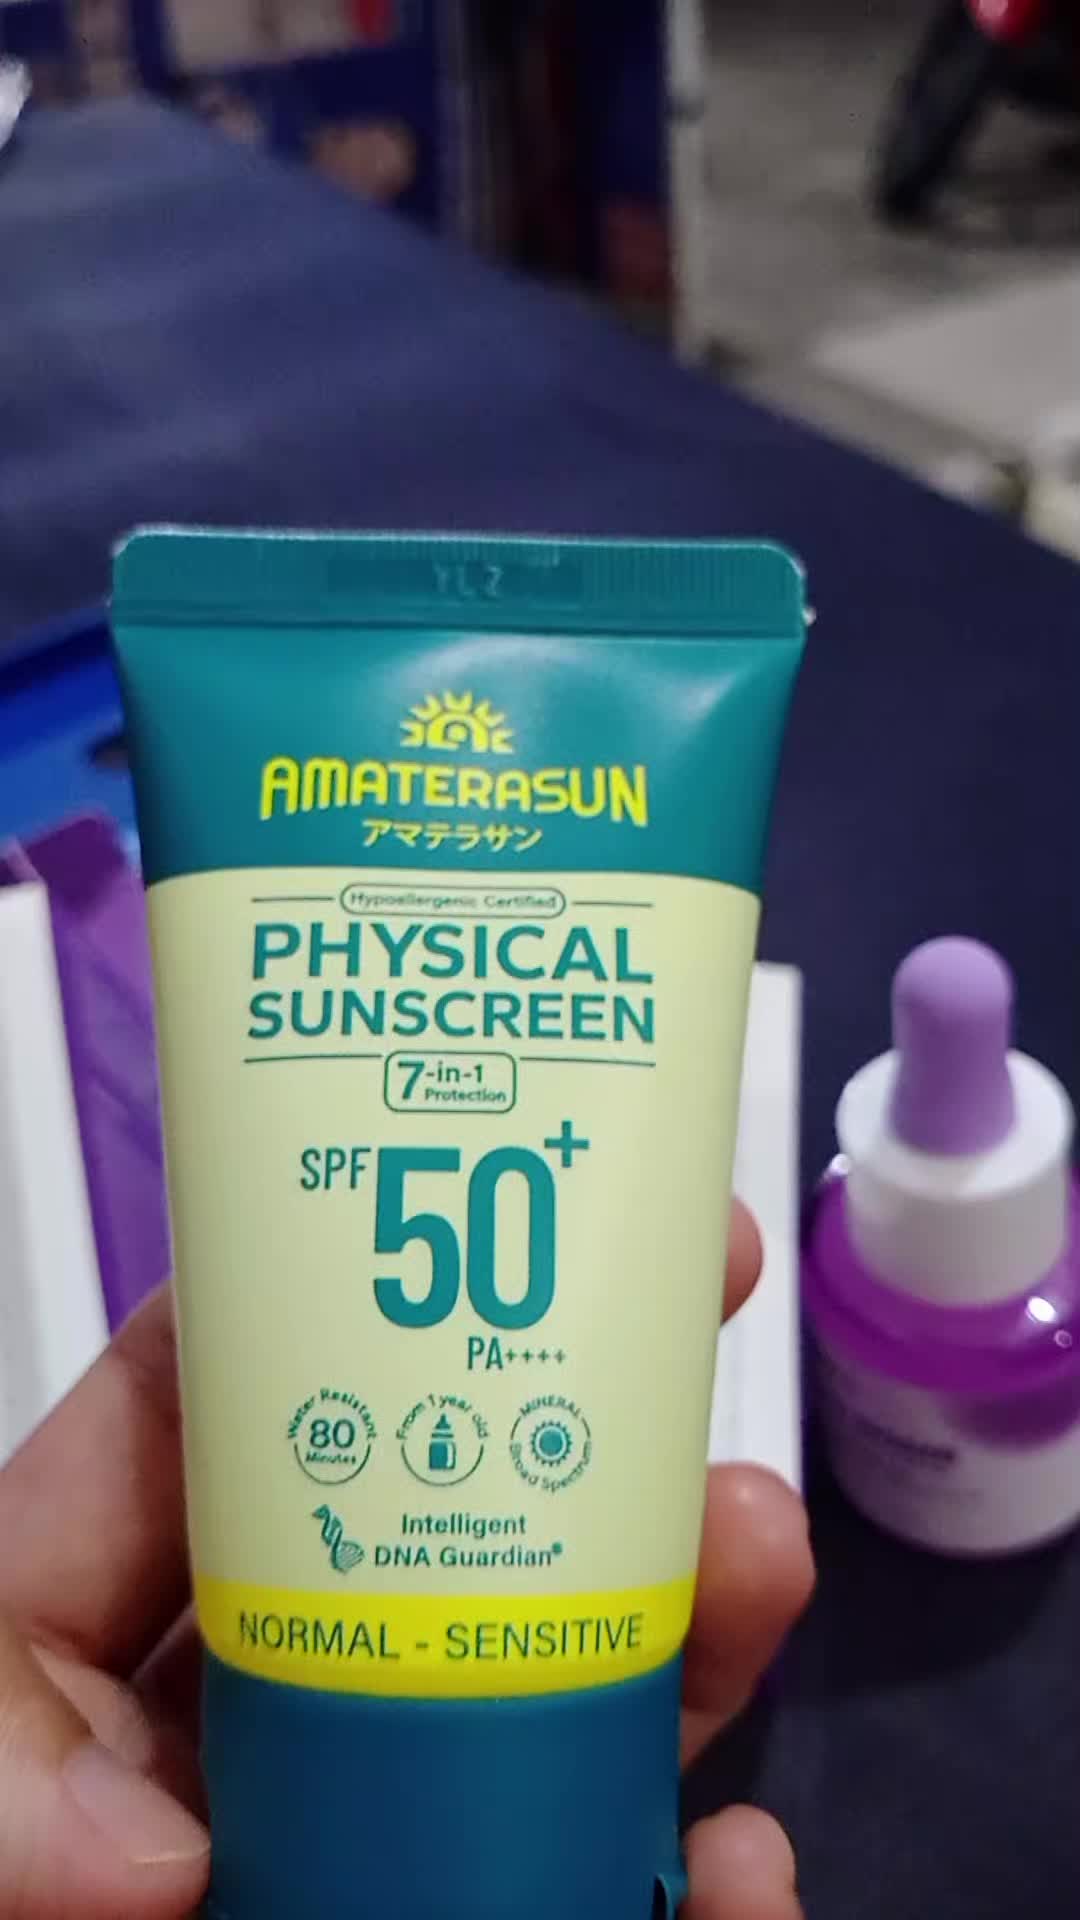 AMATERASUN
アマテラサン
Hypoallergenic Certified
PHYSICAL
SUNSCREEN
7-in-1
Protection
SPF 50+
PA++++
Water Resistant
80
Minutes
From 1 year old
MINERAL
Broad Spectrum
Intelligent
DNA Guardian®
NORMAL - SENSITIVE